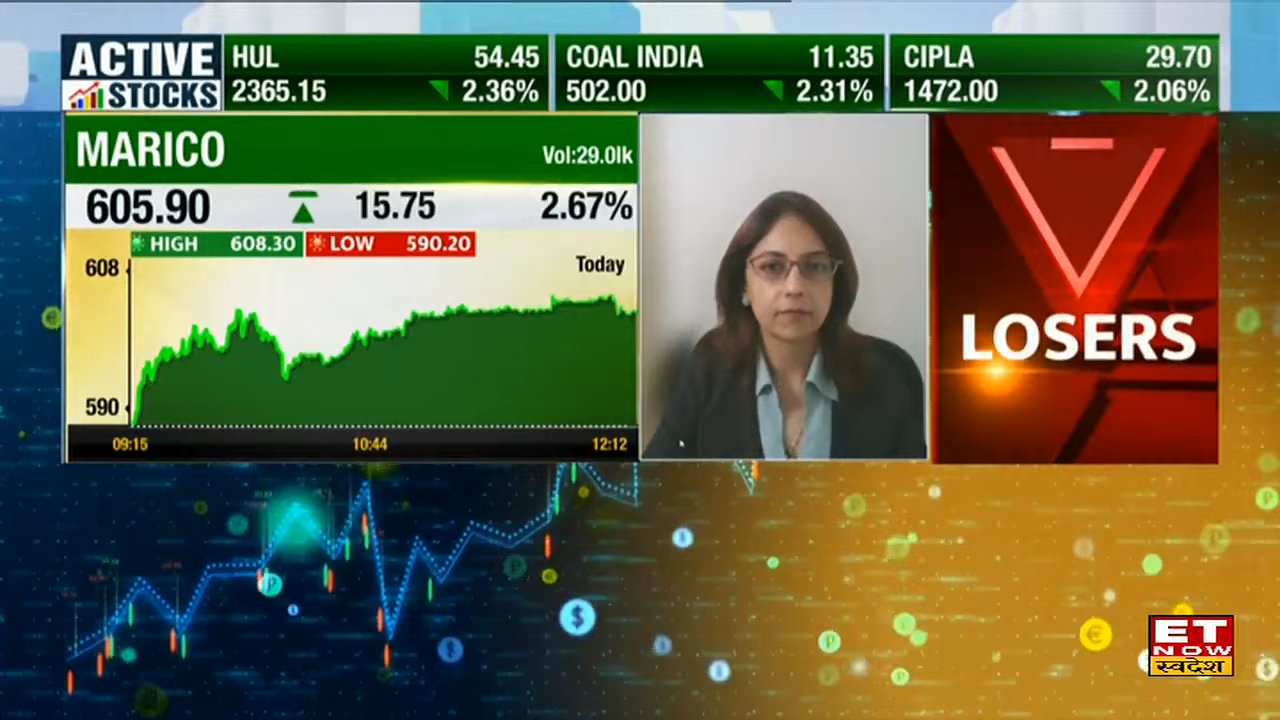 ACTIVE
STOCKS
HUL 54.45
2365.15 2.36%
COAL INDIA 11.35
502.00 2.31%
CIPLA 29.70
1472.00 2.06%
MARICO Vol:29.0lk
605.90 15.75 2.67%
HIGH 608.30 LOW 590.20
Today
608
590
09:15 10:44 12:12
LOSERS
ET
NOW
स्वदेश